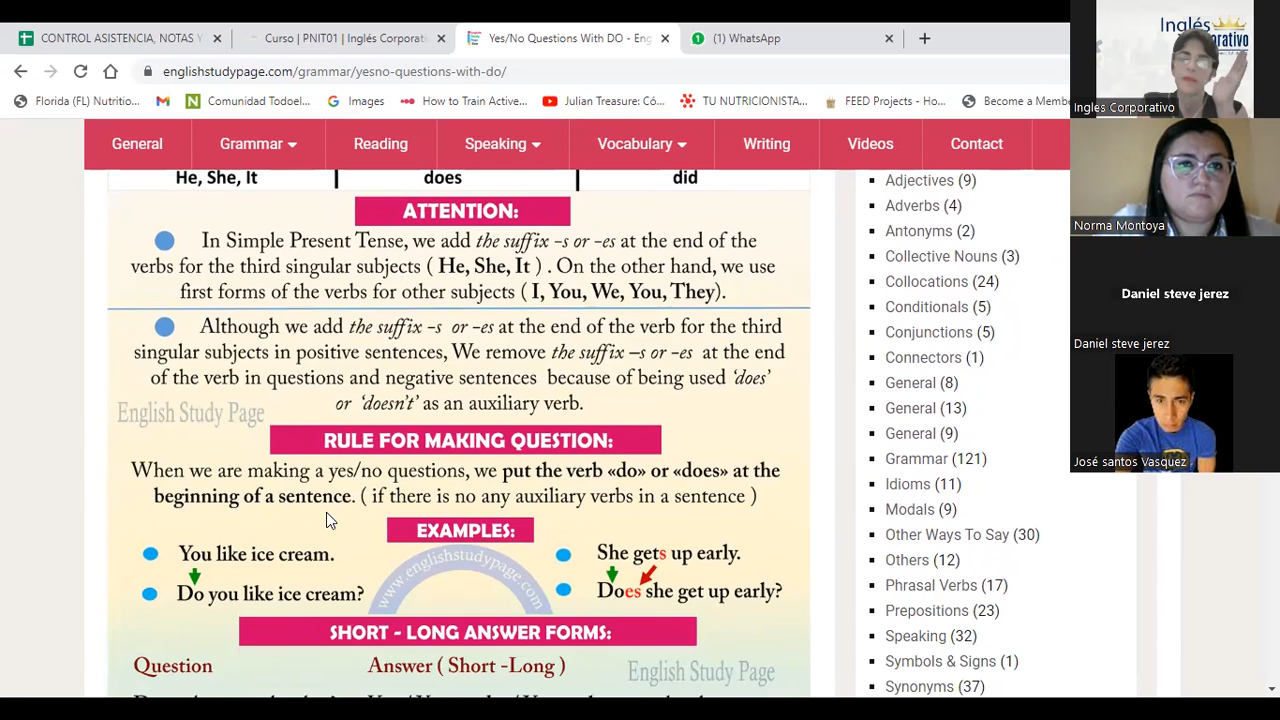 CONTROL ASISTENCIA, NOTAS Y
Curso | PNIT01 | Inglés Corporati
Yes/No Questions With DO - Eng
(1) WhatsApp
englishstudypage.com/grammar/yesno-questions-with-do/
Florida (FL) Nutritio...
Comunidad Todoel...
Images
How to Train Active...
Julian Treasure: Có...
TU NUTRICIONISTA...
FEED Projects - Ho...
Become a Membe
General
Grammar
Reading
Speaking
Vocabulary
Writing
Videos
Contact
He, She, It
does
did
ATTENTION:
In Simple Present Tense, we add the suffix -s or -es at the end of the
verbs for the third singular subjects ( He, She, It ) . On the other hand, we use
first forms of the verbs for other subjects ( I, You, We, You, They).
Although we add the suffix -s or -es at the end of the verb for the third
singular subjects in positive sentences, We remove the suffix –s or -es at the end
of the verb in questions and negative sentences because of being used 'does'
or 'doesn't' as an auxiliary verb.
English Study Page
RULE FOR MAKING QUESTION:
When we are making a yes/no questions, we put the verb «do» or «does» at the
beginning of a sentence. ( if there is no any auxiliary verbs in a sentence )
EXAMPLES:
You like ice cream.
She gets up early.
Do you like ice cream?
Does she get up early?
www.englishstudypage.com
SHORT - LONG ANSWER FORMS:
Question
Answer ( Short -Long )
English Study Page
Adjectives (9)
Adverbs (4)
Antonyms (2)
Collective Nouns (3)
Collocations (24)
Conditionals (5)
Conjunctions (5)
Connectors (1)
General (8)
General (13)
General (9)
Grammar (121)
Idioms (11)
Modals (9)
Other Ways To Say (30)
Others (12)
Phrasal Verbs (17)
Prepositions (23)
Speaking (32)
Symbols & Signs (1)
Synonyms (37)
Inglés
Ingles Corporativo
Norma Montoya
Daniel steve jerez
Daniel steve jerez
José santos Vasquez